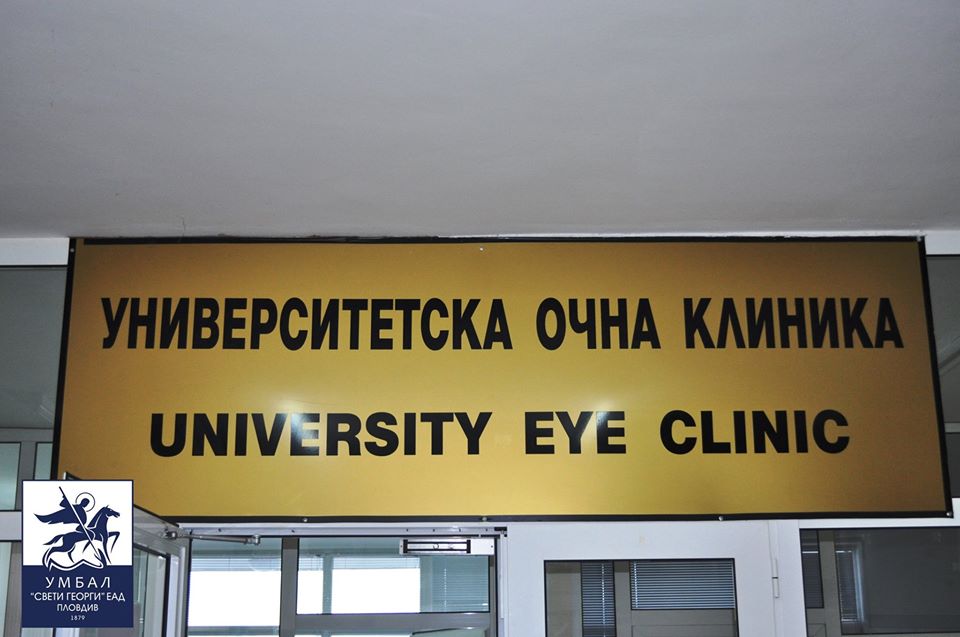 УНИВЕРСИТЕТСКА ОЧНА КЛИНИКА
UNIVERSITY EYE CLINIC
УМБАЛ
"СВЕТИ ГЕОРГИ" ЕАД
ПЛОВДИВ
1879